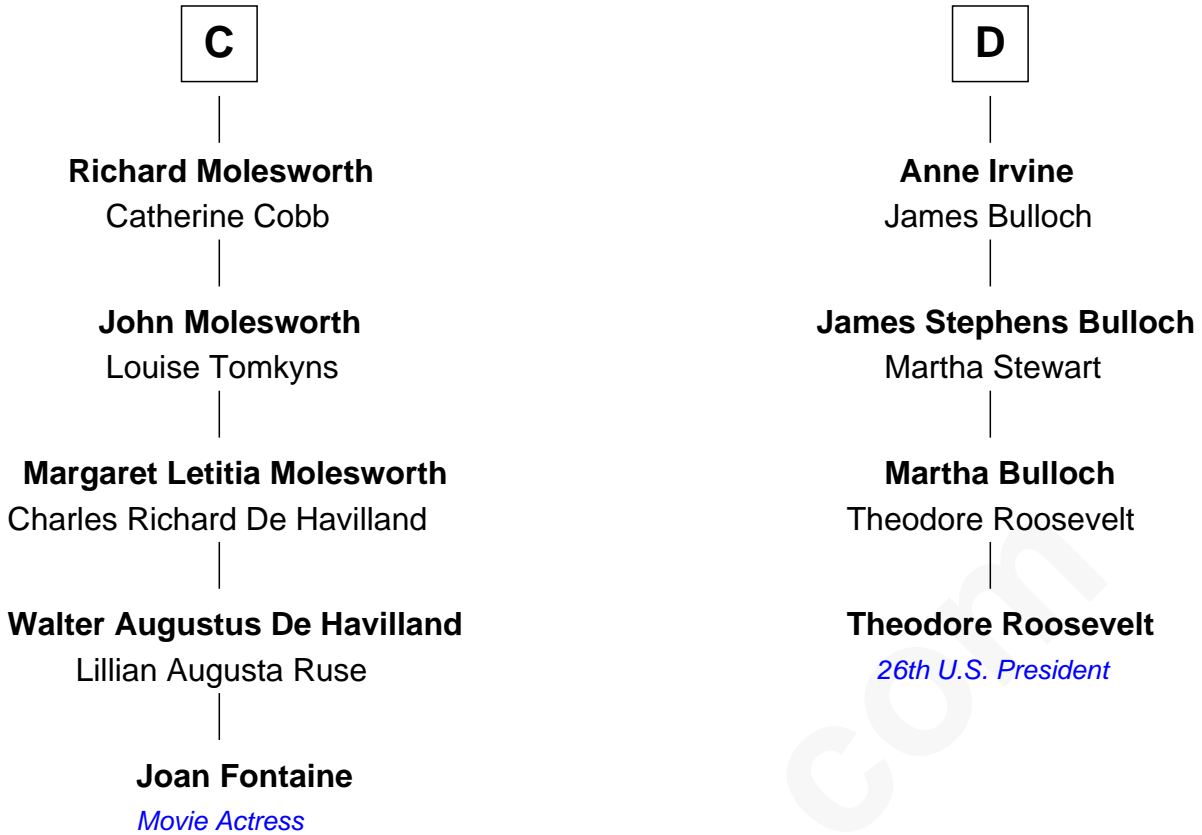 C
Richard Molesworth
Catherine Cobb
John Molesworth
Louise Tomkyns
Margaret Letitia Molesworth
Charles Richard De Havilland
Walter Augustus De Havilland
Lillian Augusta Ruse
Joan Fontaine
Movie Actress
D
Anne Irvine
James Bulloch
James Stephens Bulloch
Martha Stewart
Martha Bulloch
Theodore Roosevelt
Theodore Roosevelt
26th U.S. President
com